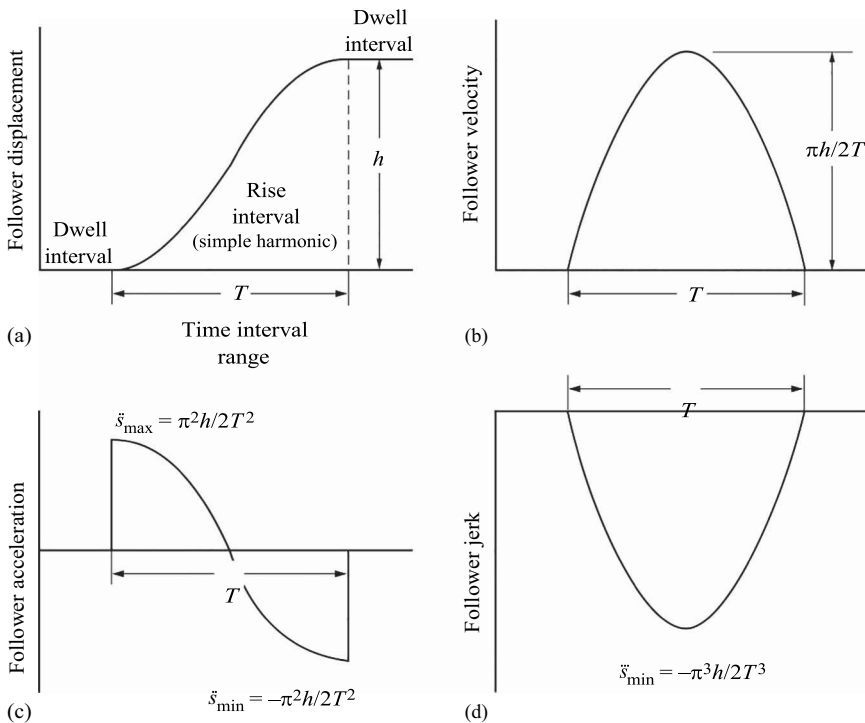 Follower displacement
Dwell
interval
Dwell
interval
Rise
interval
(simple harmonic)
h
T
(a)
Time interval
range
Follower velocity
πh/2T
T
(b)
Follower acceleration
s̈max = π²h/2T²
T
s̈min = –π²h/2T²
(c)
Follower jerk
T
s⃛min = –π³h/2T³
(d)